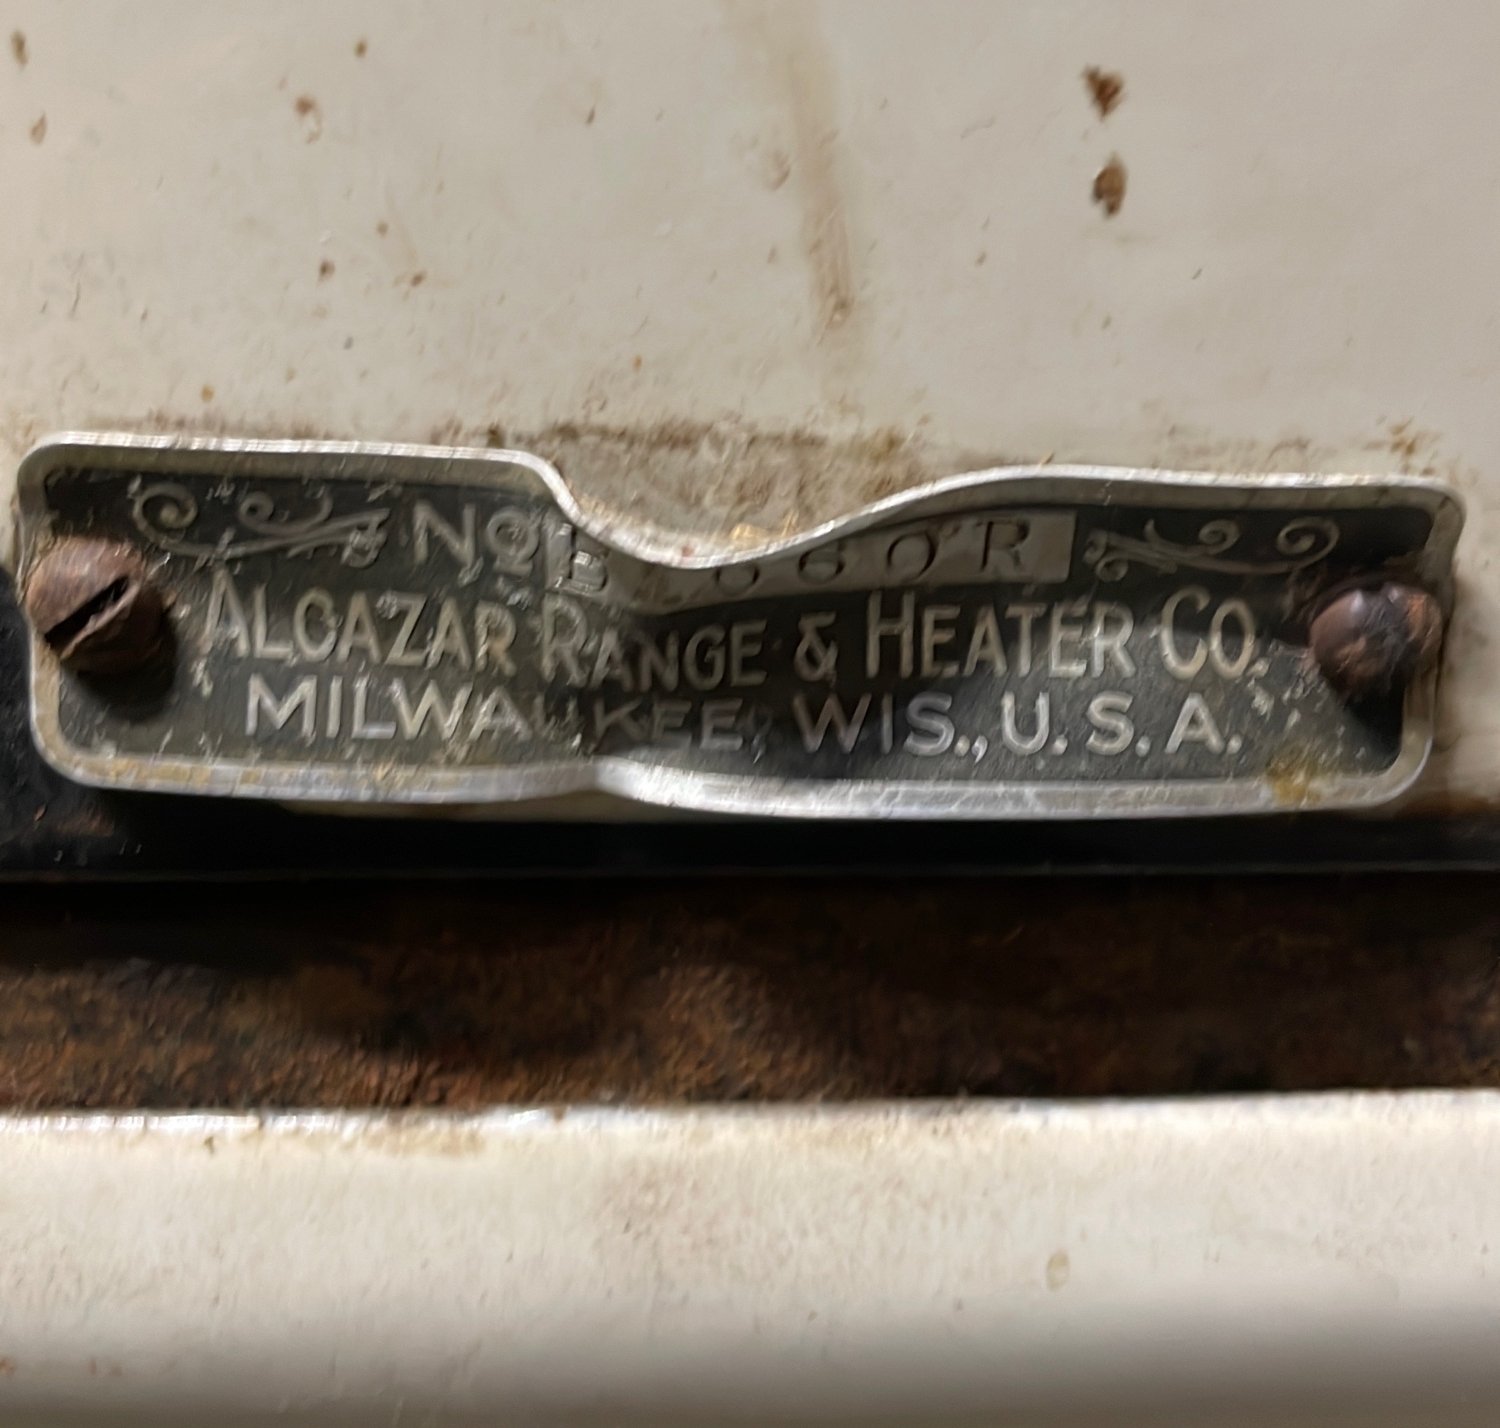 No
ALCAZAR RANGE & HEATER CO.
MILWAUKEE, WIS., U.S.A.